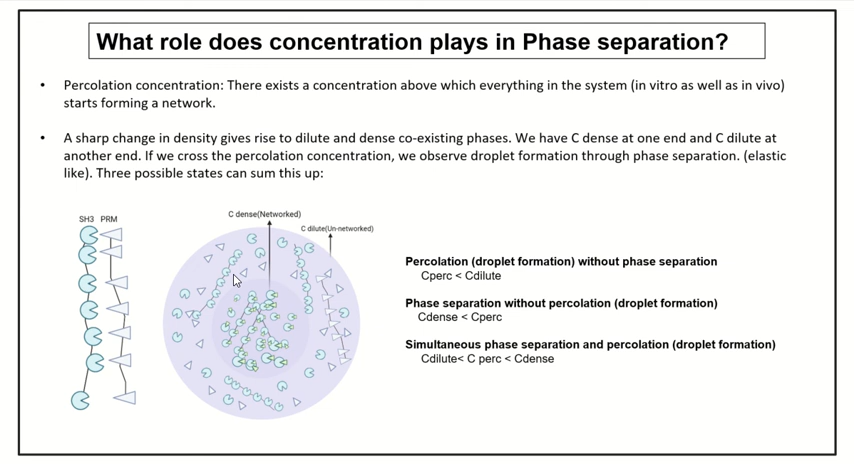 What role does concentration plays in Phase separation?
• Percolation concentration: There exists a concentration above which everything in the system (in vitro as well as in vivo)
starts forming a network.
• A sharp change in density gives rise to dilute and dense co-existing phases. We have C dense at one end and C dilute at
another end. If we cross the percolation concentration, we observe droplet formation through phase separation. (elastic
like). Three possible states can sum this up:
SH3 PRM
C dense(Networked)
C dilute(Un-networked)
Percolation (droplet formation) without phase separation
Cperc < Cdilute
Phase separation without percolation (droplet formation)
Cdense < Cperc
Simultaneous phase separation and percolation (droplet formation)
Cdilute< C perc < Cdense